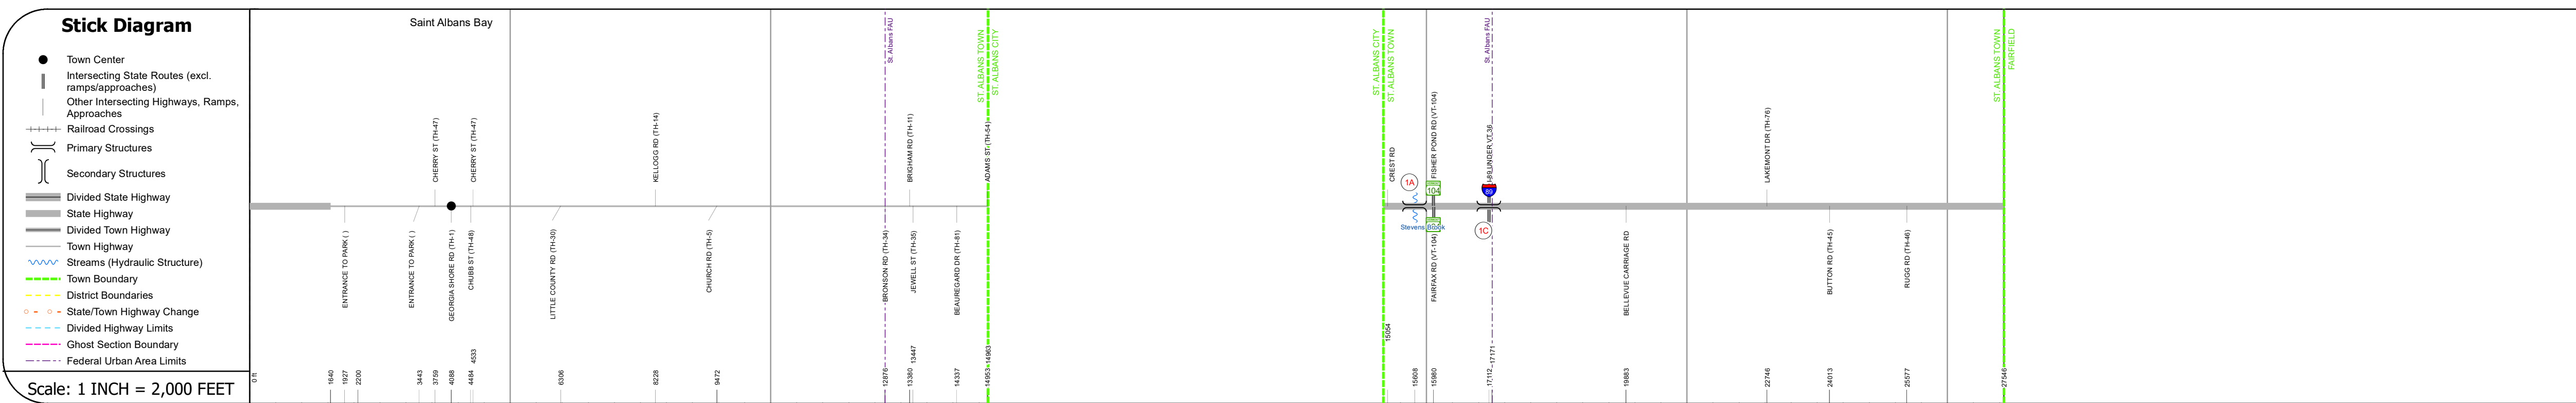 Stick Diagram
Town Center
Intersecting State Routes (excl.
ramps/approaches)
Other Intersecting Highways, Ramps,
Approaches
Railroad Crossings
Primary Structures
Secondary Structures
Divided State Highway
State Highway
Divided Town Highway
Town Highway
Streams (Hydraulic Structure)
Town Boundary
District Boundaries
State/Town Highway Change
Divided Highway Limits
Ghost Section Boundary
Federal Urban Area Limits
Scale: 1 INCH = 2,000 FEET
Saint Albans Bay
St. Albans FAU
ST. ALBANS TOWN
ST. ALBANS CITY
ST. ALBANS CITY
ST. ALBANS TOWN
St. Albans FAU
ST. ALBANS TOWN
FAIRFIELD
CHERRY ST (TH-47)
CHERRY ST (TH-47)
KELLOGG RD (TH-14)
BRIGHAM RD (TH-11)
ADAMS ST (TH-54)
CREST RD
FISHER POND RD (VT-104)
I-89 UNDER VT 36
LAKEMONT DR (TH-76)
1A
104
89
Stevens Brook
1C
ENTRANCE TO PARK ( )
ENTRANCE TO PARK ( )
GEORGIA SHORE RD (TH-1)
CHUBB ST (TH-48)
LITTLE COUNTY RD (TH-30)
CHURCH RD (TH-5)
BRONSON RD (TH-34)
JEWELL ST (TH-35)
BEAUREGARD DR (TH-81)
FAIRFAX RD (VT-104)
BELLEVUE CARRIAGE RD
BUTTON RD (TH-45)
RUGG RD (TH-46)
0 ft
1640
1927
2200
3443
3759
4088
4484
4533
6306
8228
9472
12876
13380
13447
14337
14953
14963
15054
15608
15980
17112
17171
19883
22746
24013
25577
27546